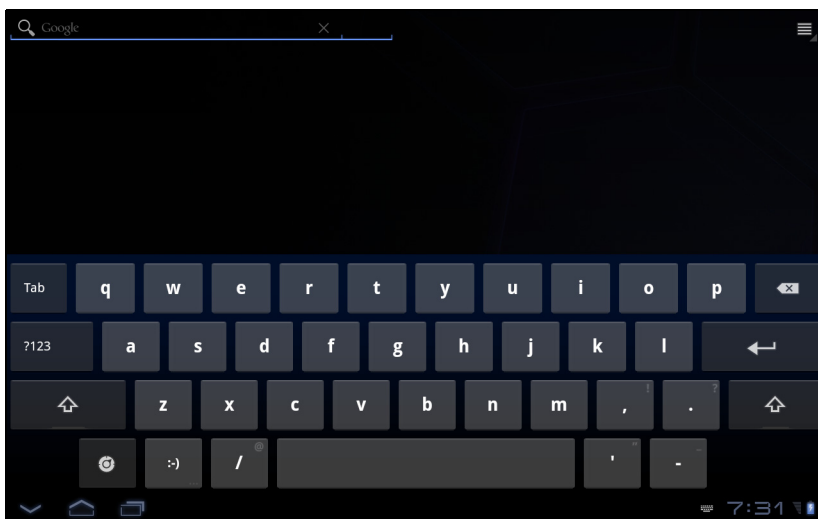 Google
Tab q w e r t y u i o p
?123 a s d f g h j k l
z x c v b n m , ! . ?
:-) / @ ' " - _
7:31